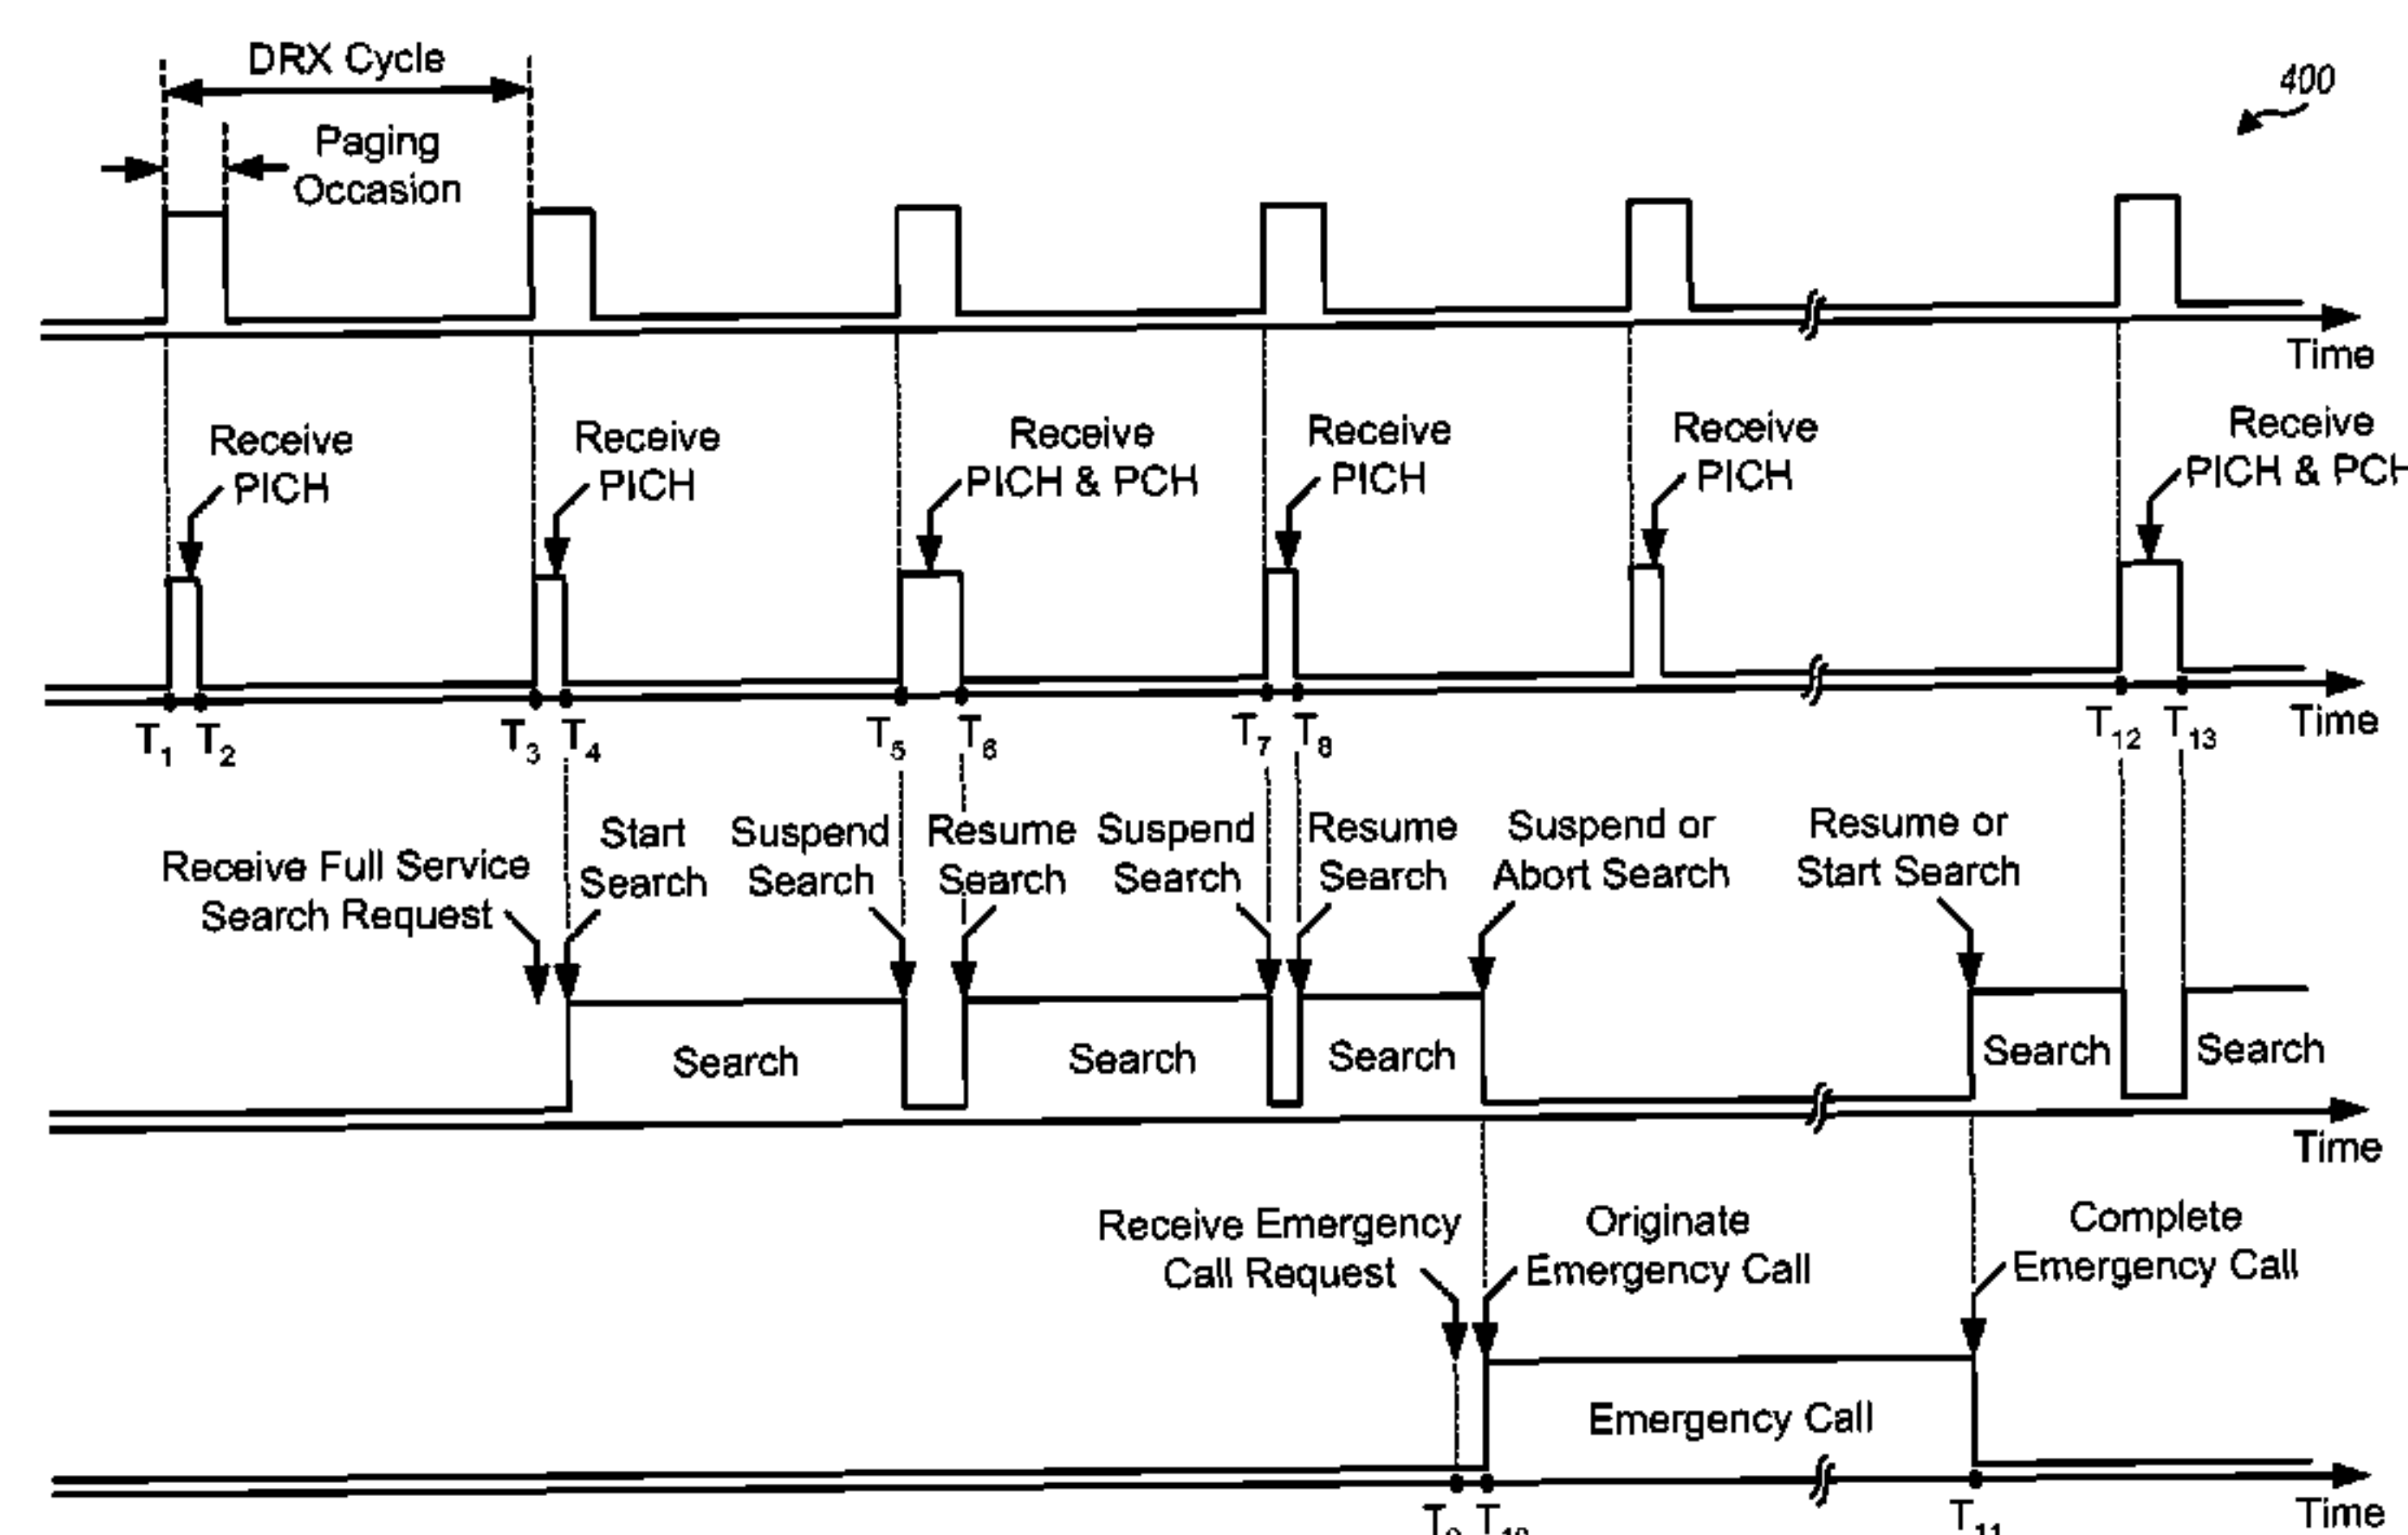 400
DRX Cycle
Paging
Occasion
Time
Receive
PICH
Receive
PICH
Receive
PICH & PCH
Receive
PICH
Receive
PICH
Receive
PICH & PCH
T1 T2 T3 T4 T5 T6 T7 T8 T12 T13
Time
Receive Full Service
Search Request
Start
Search
Suspend
Search
Resume
Search
Suspend
Search
Resume
Search
Suspend or
Abort Search
Resume or
Start Search
Search Search Search Search Search
Time
Receive Emergency
Call Request
Originate
Emergency Call
Complete
Emergency Call
Emergency Call
T9 T10 T11
Time